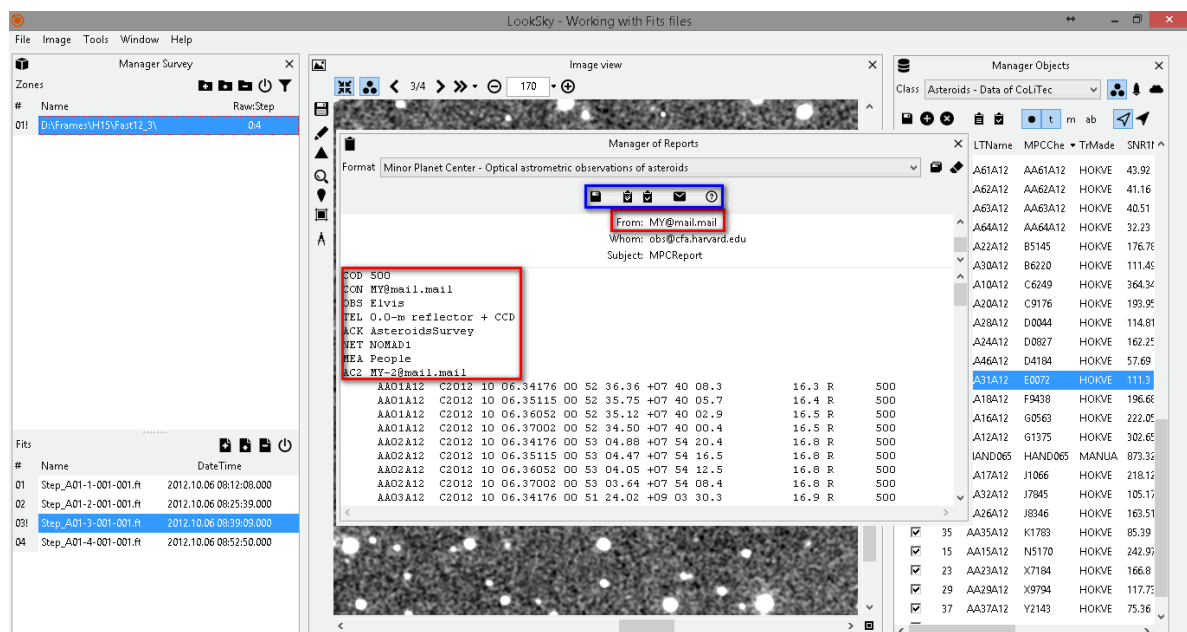 LookSky - Working with Fits files
File Image Tools Window Help
Manager Survey
Zones
# Name Raw:Step
01! D:\Frames\H15\Fast12_3\ 0:4
Fits
# Name DateTime
01 Step_A01-1-001-001.ft 2012.10.06 08:12:08.000
02 Step_A01-2-001-001.ft 2012.10.06 08:25:39.000
03! Step_A01-3-001-001.ft 2012.10.06 08:39:09.000
04 Step_A01-4-001-001.ft 2012.10.06 08:52:50.000
Image view
3/4 170
Manager of Reports
Format Minor Planet Center - Optical astrometric observations of asteroids
From: MY@mail.mail
Whom: obs@cfa.harvard.edu
Subject: MPCReport
COD 500
CON MY@mail.mail
OBS Elvis
TEL 0.0-m reflector + CCD
ACK AsteroidsSurvey
NET NOMAD1
MEA People
AC2 MY-2@mail.mail
AA01A12 C2012 10 06.34176 00 52 36.36 +07 40 08.3 16.3 R 500
AA01A12 C2012 10 06.35115 00 52 35.75 +07 40 05.7 16.4 R 500
AA01A12 C2012 10 06.36052 00 52 35.12 +07 40 02.9 16.5 R 500
AA01A12 C2012 10 06.37002 00 52 34.50 +07 40 00.4 16.5 R 500
AA02A12 C2012 10 06.34176 00 53 04.88 +07 54 20.4 16.8 R 500
AA02A12 C2012 10 06.35115 00 53 04.47 +07 54 16.5 16.8 R 500
AA02A12 C2012 10 06.36052 00 53 04.05 +07 54 12.5 16.8 R 500
AA02A12 C2012 10 06.37002 00 53 03.64 +07 54 08.4 16.8 R 500
AA03A12 C2012 10 06.34176 00 51 24.02 +09 03 30.3 16.9 R 500
Manager Objects
Class Asteroids - Data of CoLiTec
t m ab
LTName MPCChe TrMade SNR1
A61A12 AA61A12 HOKVE 43.92
A62A12 AA62A12 HOKVE 41.16
A63A12 AA63A12 HOKVE 40.51
A64A12 AA64A12 HOKVE 32.23
A22A12 B5145 HOKVE 176.78
A30A12 B6220 HOKVE 111.49
A10A12 C6249 HOKVE 364.34
A20A12 C9176 HOKVE 193.95
A28A12 D0044 HOKVE 114.81
A24A12 D0827 HOKVE 162.25
A46A12 D4184 HOKVE 57.69
A31A12 E0072 HOKVE 111.3
A18A12 F9438 HOKVE 196.68
A16A12 G0563 HOKVE 222.05
A12A12 G1375 HOKVE 302.65
HAND065 HAND065 MANUA 873.32
A17A12 J1066 HOKVE 218.12
A32A12 J7845 HOKVE 105.17
A26A12 J8346 HOKVE 163.51
35 AA35A12 K1783 HOKVE 85.39
15 AA15A12 N5170 HOKVE 242.97
23 AA23A12 X7184 HOKVE 166.8
29 AA29A12 X9794 HOKVE 117.73
37 AA37A12 Y2143 HOKVE 75.36